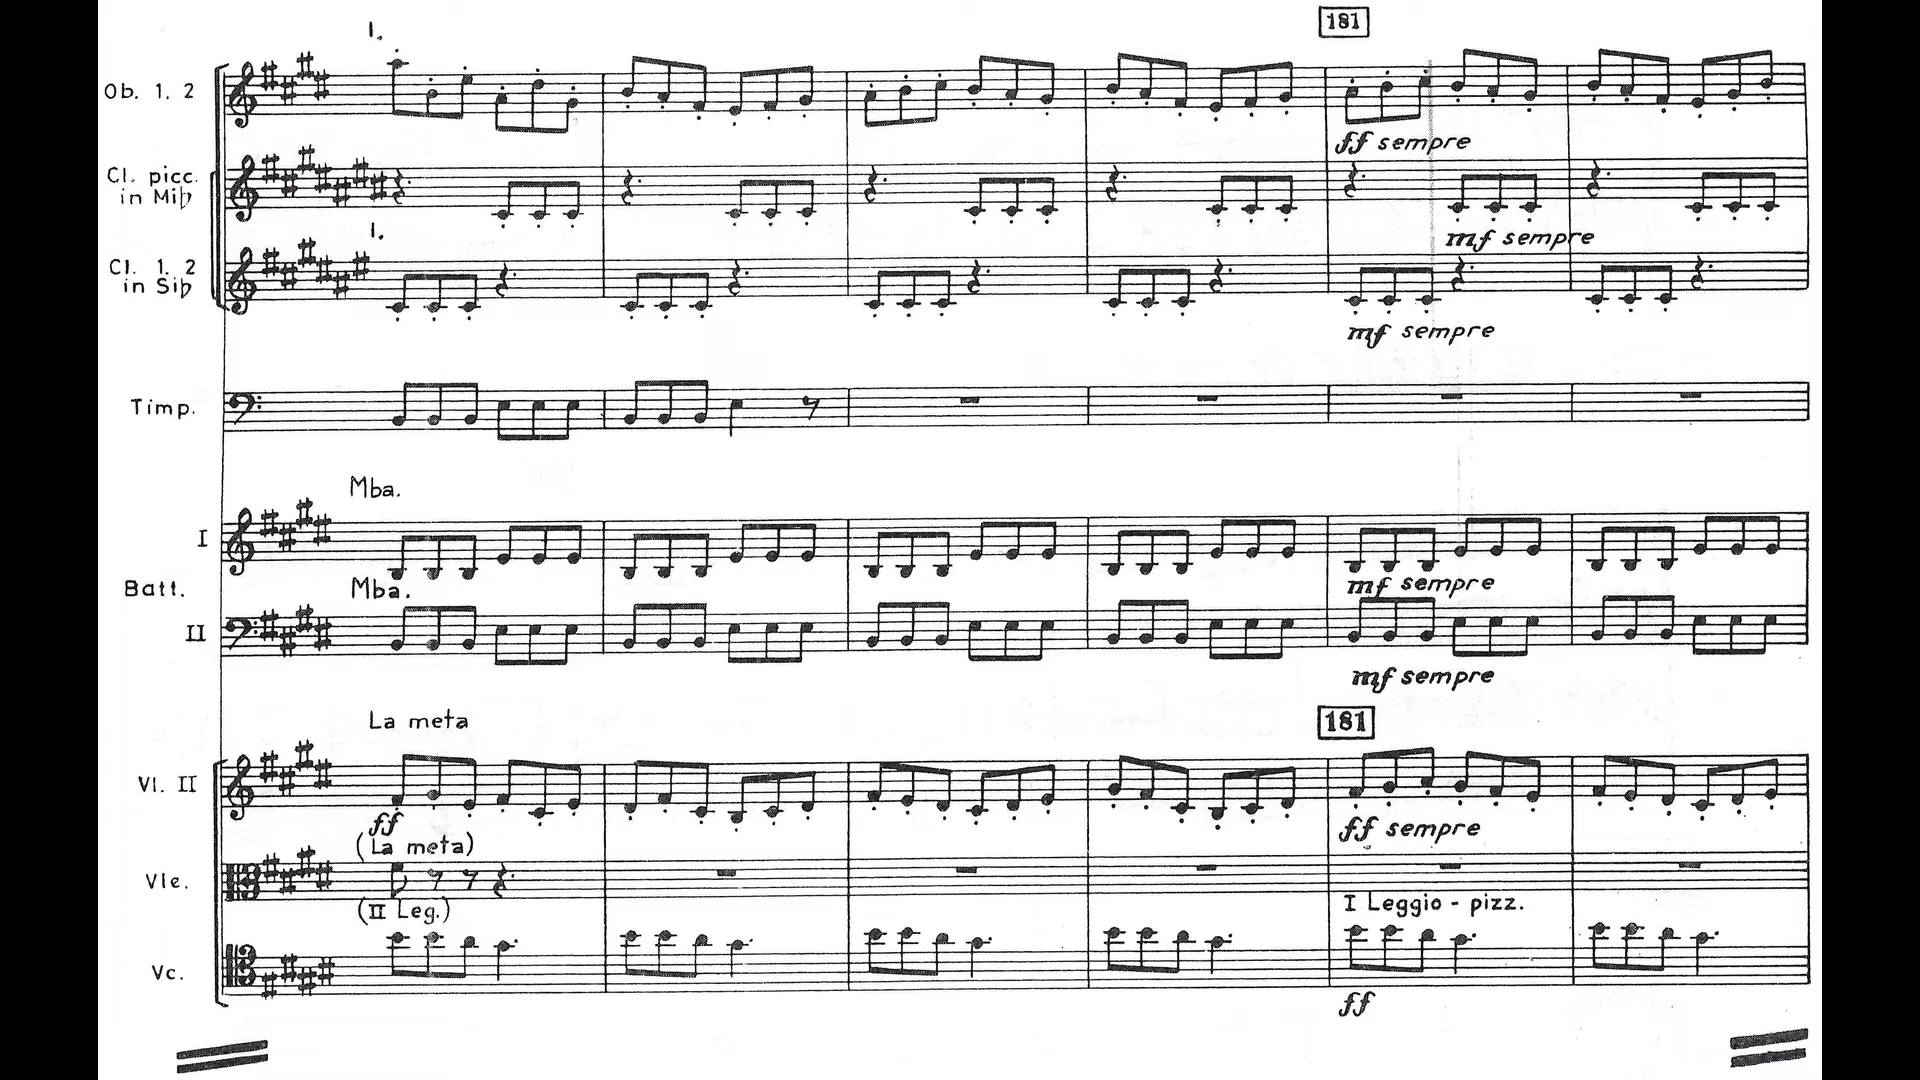 I.
181
Ob. 1. 2
ff sempre
Cl. picc.
in Mi♭
mf sempre
I.
Cl. 1. 2
in Si♭
mf sempre
Timp.
Mba.
I
mf sempre
Batt.
Mba.
II
mf sempre
181
La meta
Vl. II
ff
ff sempre
(La meta)
Vle.
(II Leg.)
I Leggio - pizz.
Vc.
ff